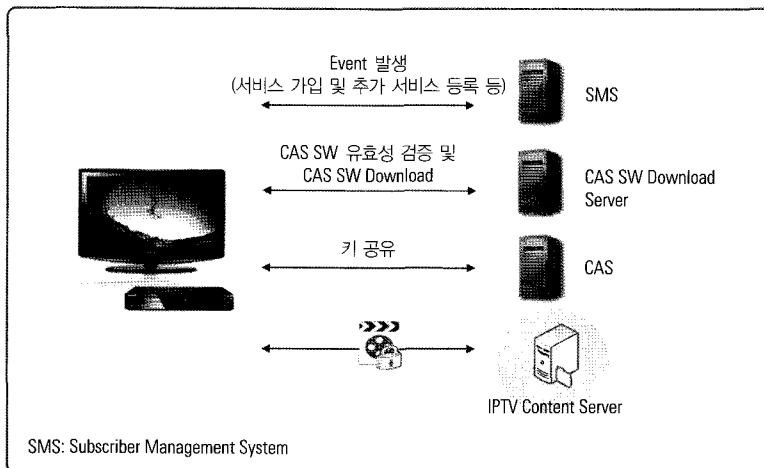 Event 발생
(서비스 가입 및 추가 서비스 등록 등)
SMS
CAS SW 유효성 검증 및
CAS SW Download
CAS SW Download
Server
키 공유
CAS
IPTV Content Server
SMS: Subscriber Management System